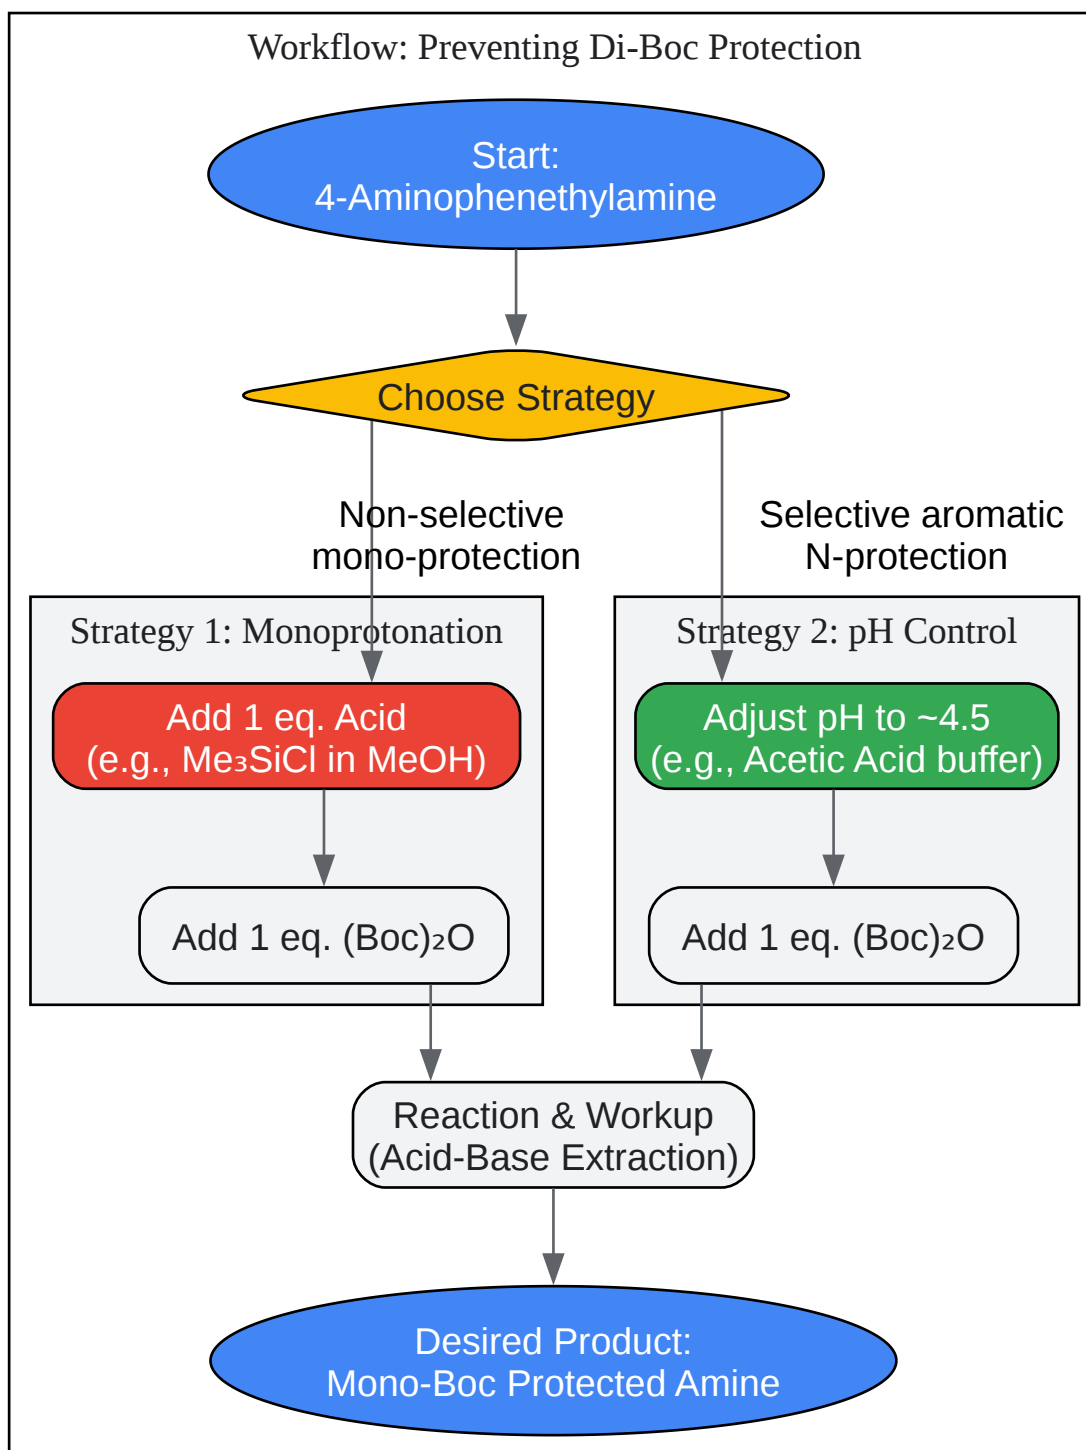 Workflow: Preventing Di-Boc Protection
Start:
4-Aminophenethylamine
Choose Strategy
Non-selective
mono-protection
Selective aromatic
N-protection
Strategy 1: Monoprotonation
Add 1 eq. Acid
(e.g., Me₃SiCl in MeOH)
Add 1 eq. (Boc)₂O
Strategy 2: pH Control
Adjust pH to ~4.5
(e.g., Acetic Acid buffer)
Add 1 eq. (Boc)₂O
Reaction & Workup
(Acid-Base Extraction)
Desired Product:
Mono-Boc Protected Amine